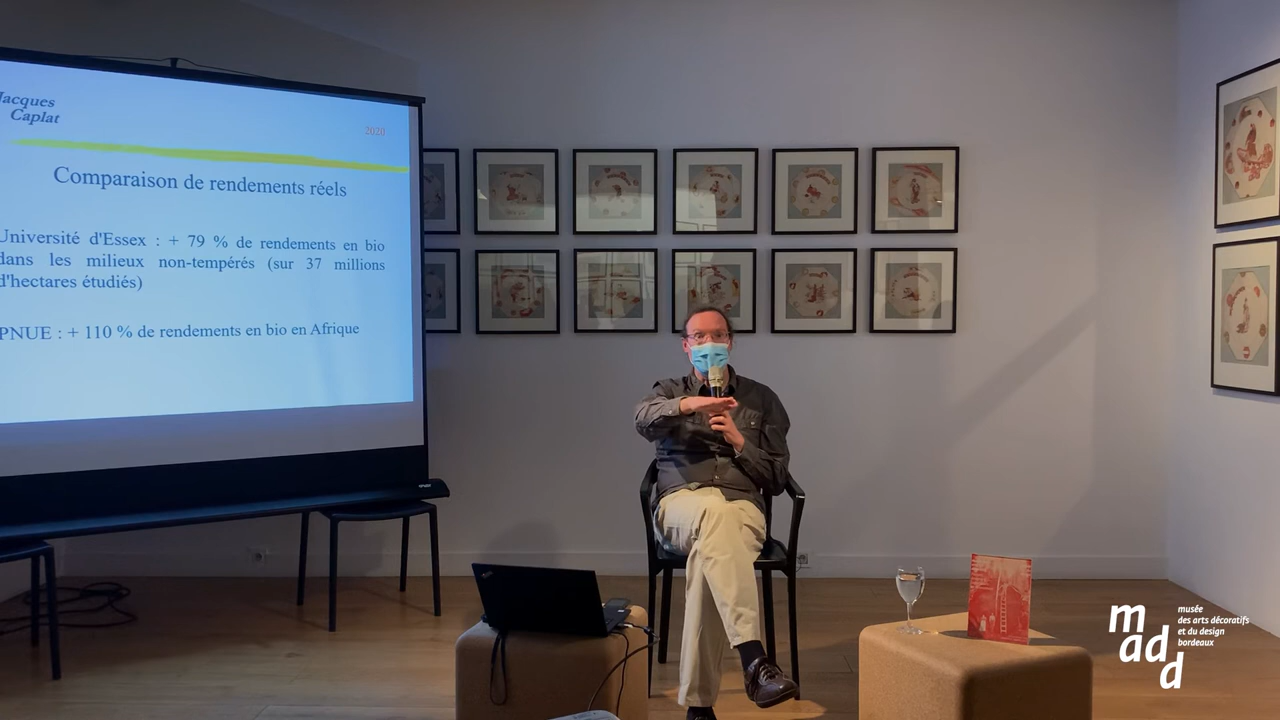 Jacques
Caplat
2020
Comparaison de rendements réels
Université d'Essex : + 79 % de rendements en bio
dans les milieux non-tempérés (sur 37 millions
d'hectares étudiés)
PNUE : + 110 % de rendements en bio en Afrique
madd
musée
des arts décoratifs
et du design
bordeaux